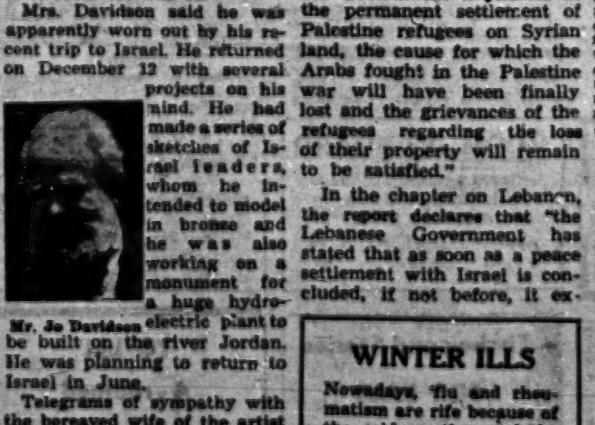 Mrs. Davidson said he was
apparently worn out by his re-
cent trip to Israel. He returned
on December 12 with several
projects on his
mind. He had
made a series of
sketches of Is-
rael leaders,
whom he in-
tended to model
in bronze and
he was also
working on a
monument for
a huge hydro-
electric plant to
Mr. Jo Davidson
be built on the river Jordan.
He was planning to return to
Israel in June.
Telegrams of sympathy with
the bereaved wife of the artist
the permanent settlement of
Palestine refugees on Syrian
land, the cause for which the
Arabs fought in the Palestine
war will have been finally
lost and the grievances of the
refugees regarding the loss
of their property will remain
to be satisfied."
In the chapter on Lebanon,
the report declares that "the
Lebanese Government has
stated that as soon as a peace
settlement with Israel is con-
cluded, if not before, it ex-
WINTER ILLS
Nowadays, 'flu and rheu-
matism are rife because of